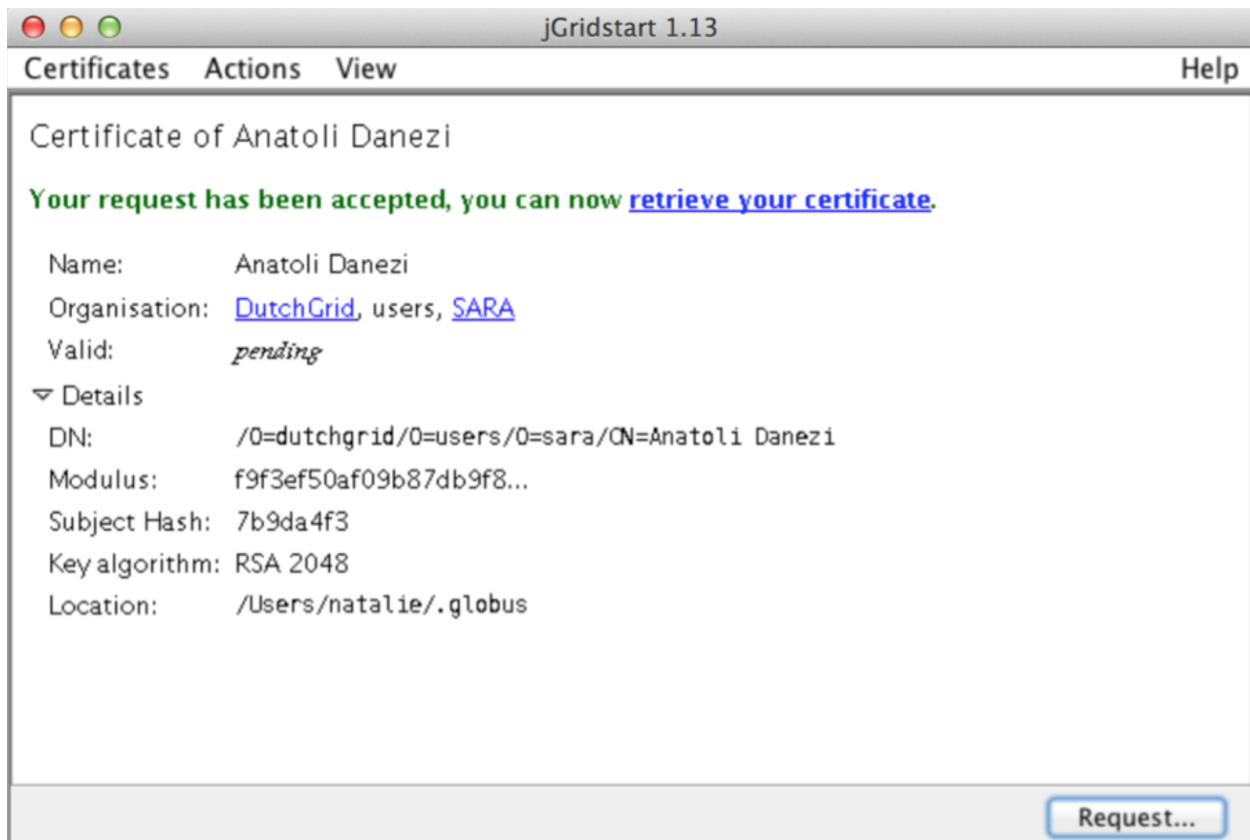 jGridstart 1.13
Certificates Actions View Help
Certificate of Anatoli Danezi
Your request has been accepted, you can now retrieve your certificate.
Name: Anatoli Danezi
Organisation: DutchGrid, users, SARA
Valid: pending
Details
DN: /O=dutchgrid/O=users/O=sara/CN=Anatoli Danezi
Modulus: f9f3ef50af09b87db9f8...
Subject Hash: 7b9da4f3
Key algorithm: RSA 2048
Location: /Users/natalie/.globus
Request...